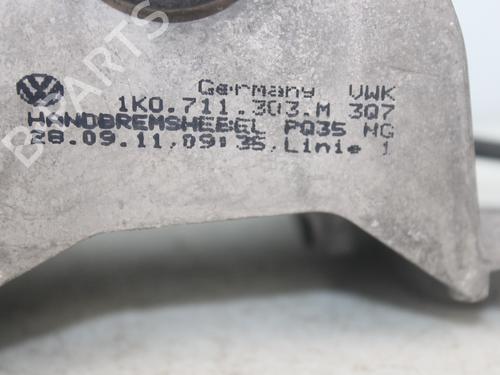 Germany VWK
1K0.711.303.M 3Q7
HANDBREMSHEBEL PQ35 NG
28.09.11 09:35 Linie 1
PARTS